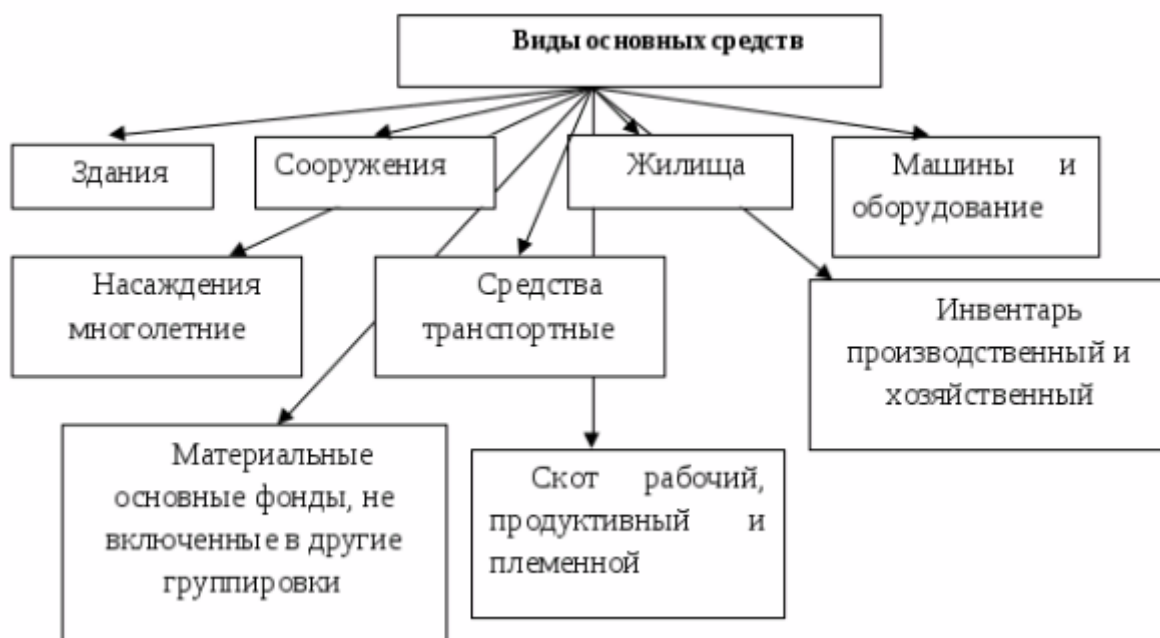 Виды основных средств
Здания
Сооружения
Жилища
Машины и
оборудование
Насаждения
многолетние
Средства
транспортные
Инвентарь
производственный и
хозяйственный
Материальные
основные фонды, не
включенные в другие
группировки
Скот рабочий,
продуктивный и
племенной